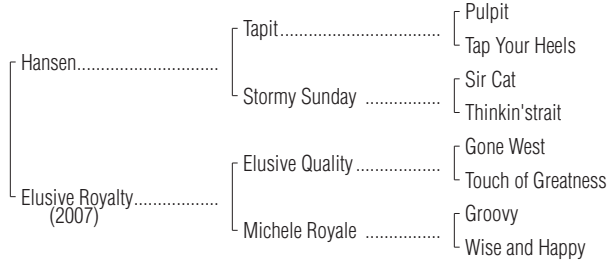 Pulpit
Tapit
Tap Your Heels
Hansen
Sir Cat
Stormy Sunday
Thinkin'strait
Gone West
Elusive Quality
Touch of Greatness
Elusive Royalty
(2007)
Groovy
Michele Royale
Wise and Happy